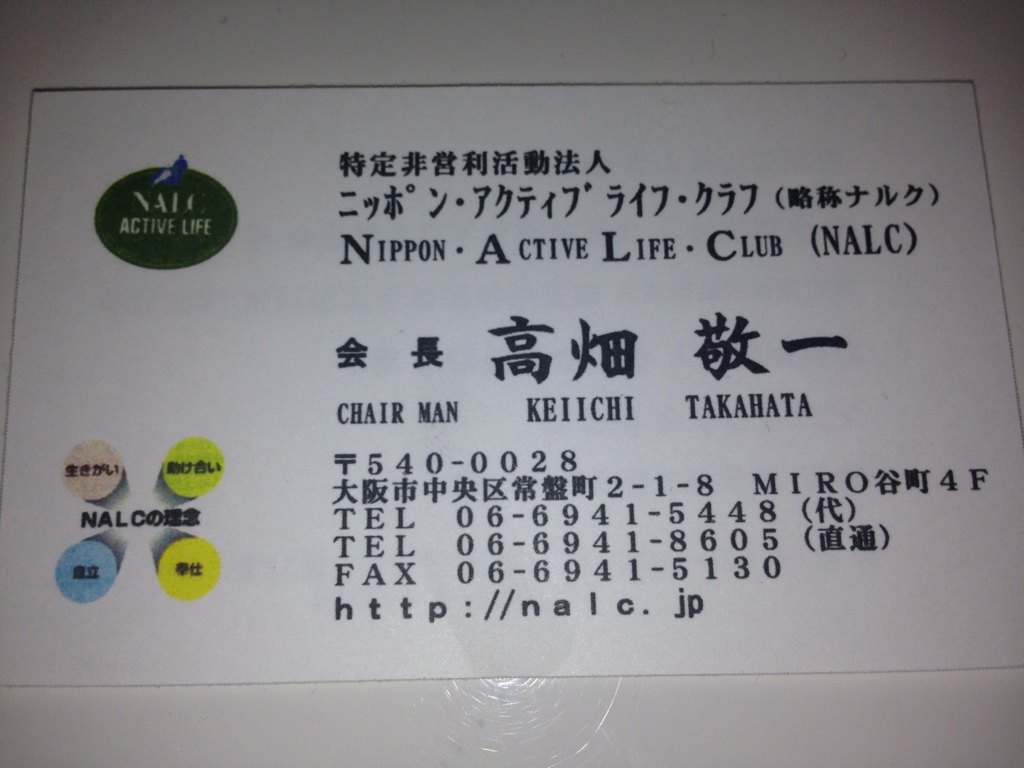 NALC
ACTIVE LIFE
特定非営利活動法人
ニッポン・アクティブライフ・クラブ(略称ナルク)
NIPPON・ACTIVE LIFE・CLUB (NALC)
会長 高畑 敬一
CHAIR MAN KEIICHI TAKAHATA
〒540-0028
大阪市中央区常盤町2-1-8 MIRO谷町4F
TEL 06-6941-5448(代)
TEL 06-6941-8605(直通)
FAX 06-6941-5130
http://nalc.jp
生きがい
助け合い
NALCの理念
自立
奉仕